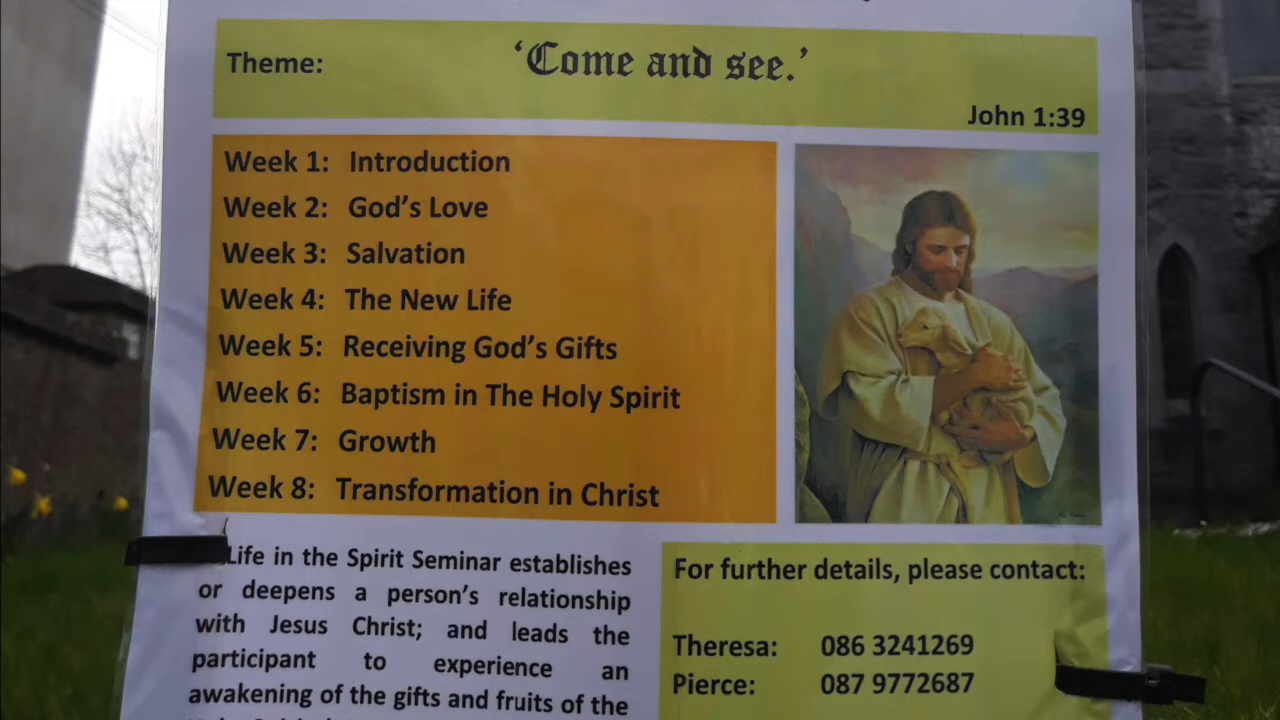 Theme: ‘Come and see.’
John 1:39
Week 1: Introduction
Week 2: God’s Love
Week 3: Salvation
Week 4: The New Life
Week 5: Receiving God’s Gifts
Week 6: Baptism in The Holy Spirit
Week 7: Growth
Week 8: Transformation in Christ
Life in the Spirit Seminar establishes
or deepens a person’s relationship
with Jesus Christ; and leads the
participant to experience an
awakening of the gifts and fruits of the
For further details, please contact:
Theresa: 086 3241269
Pierce: 087 9772687